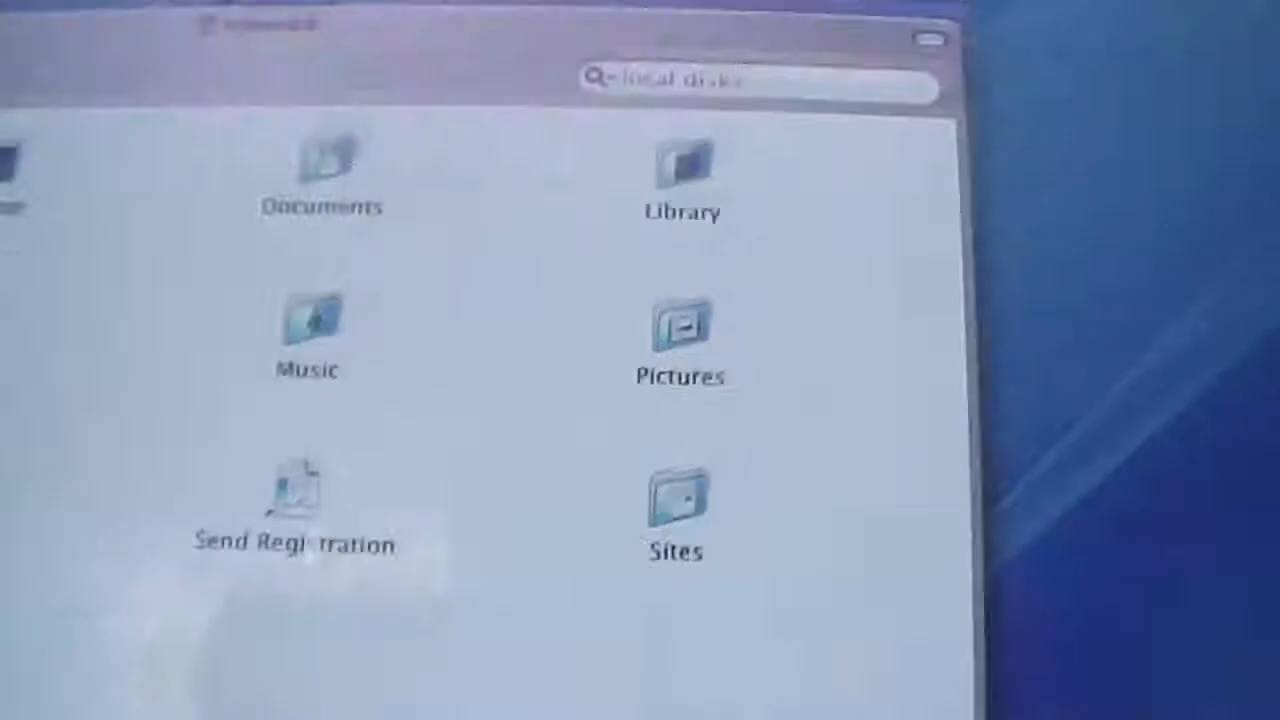 local disks
Documents
Library
Music
Pictures
Send Registration
Sites